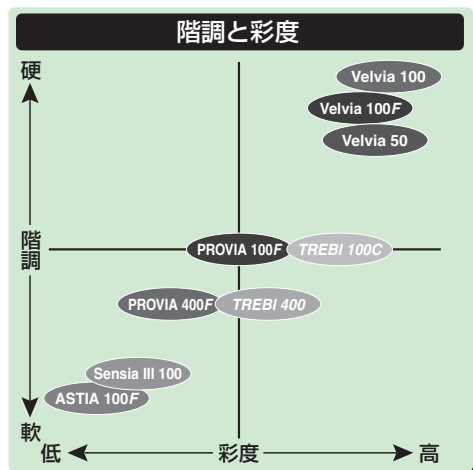 階調と彩度
硬
Velvia 100
Velvia 100F
Velvia 50
階調
PROVIA 100F
TREBI 100C
PROVIA 400F
TREBI 400
Sensia III 100
ASTIA 100F
軟
低
彩度
高